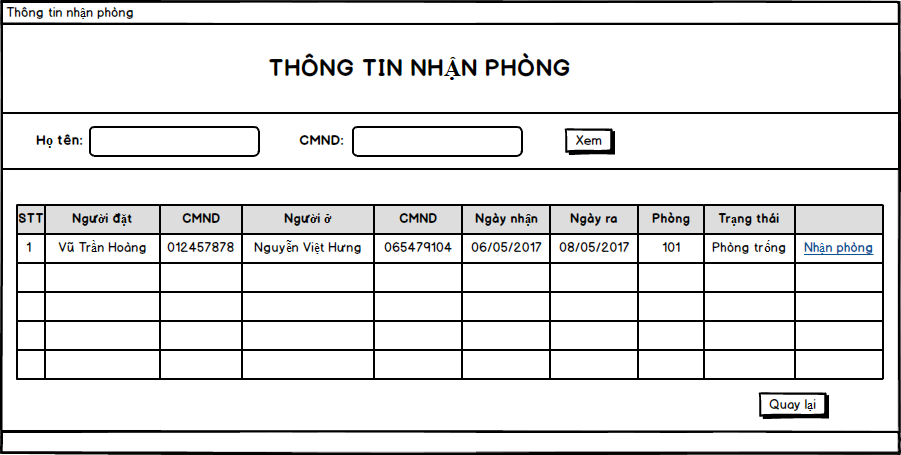 Thông tin nhận phòng
THÔNG TIN NHẬN PHÒNG
Họ tên: CMND: Xem
STT Người đặt CMND Người ở CMND Ngày nhận Ngày ra Phòng Trạng thái
1 Vũ Trần Hoàng 012457878 Nguyễn Việt Hưng 065479104 06/05/2017 08/05/2017 101 Phòng trống Nhận phòng
Quay lại